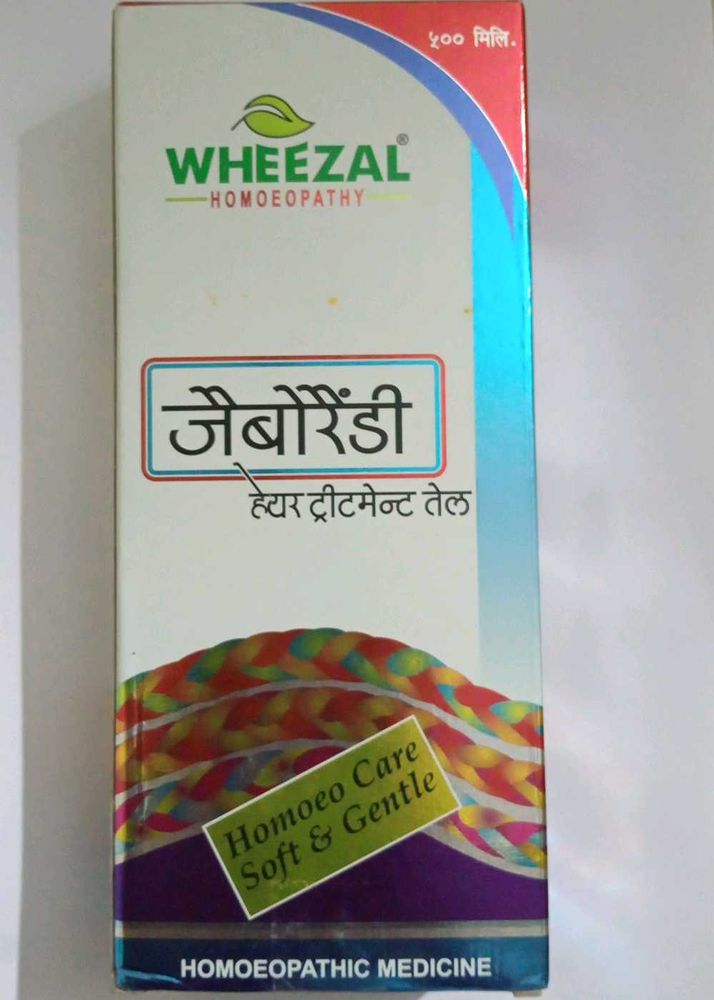 ५०० मिलि.
WHEEZAL®
HOMOEOPATHY
जैबोरैंडी
हेयर ट्रीटमेन्ट तेल
Homoeo Care
Soft & Gentle
HOMOEOPATHIC MEDICINE